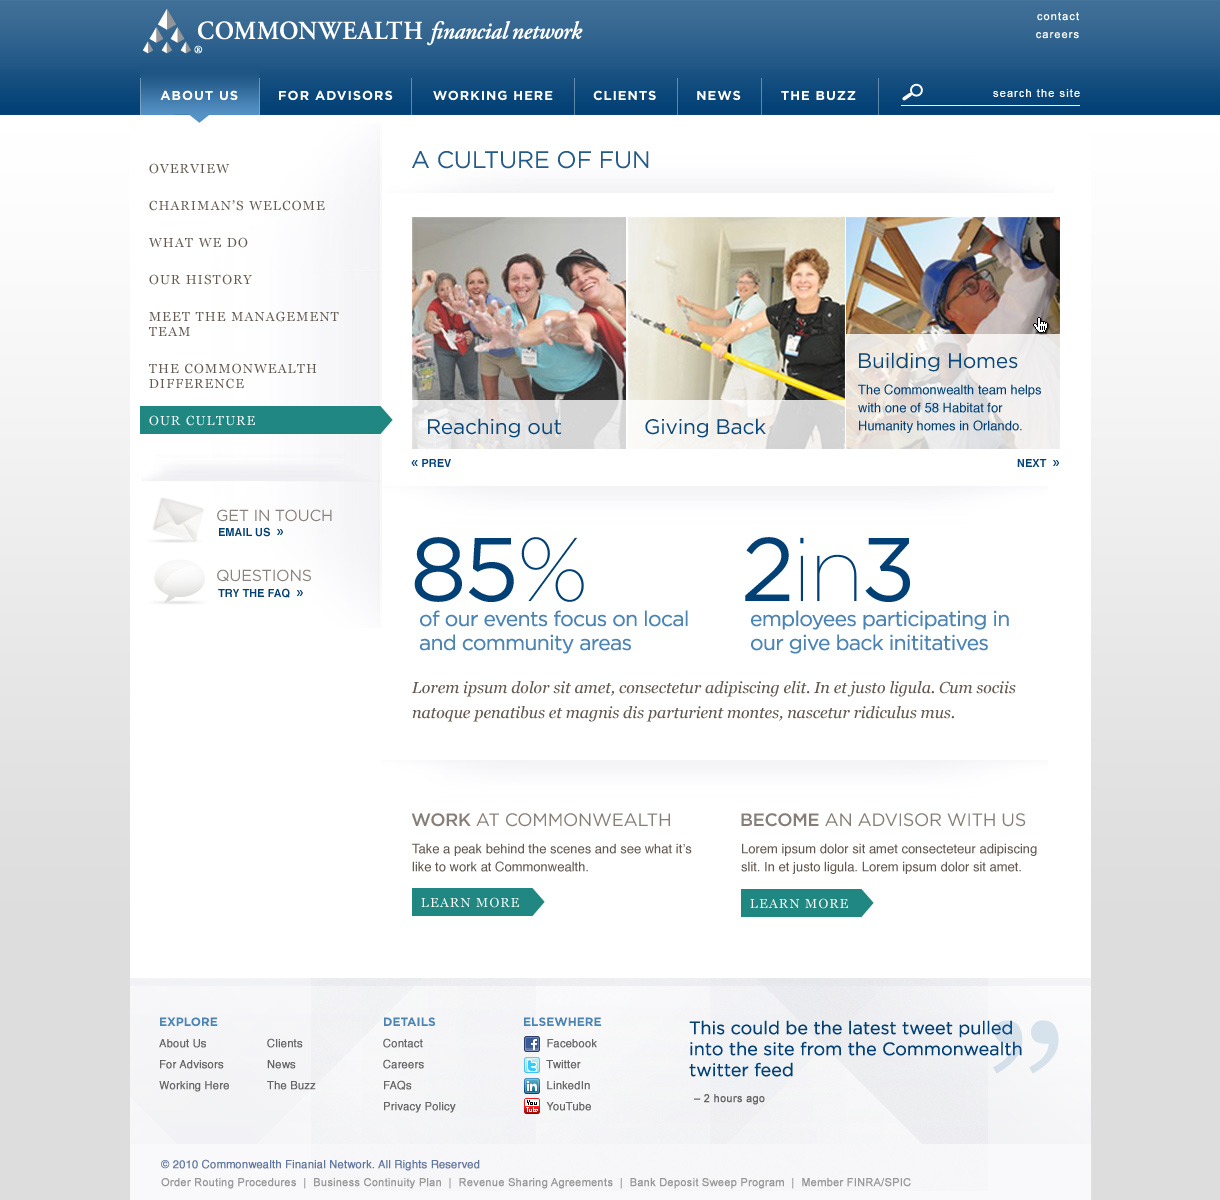 COMMONWEALTH financial network
®
contact
careers
ABOUT US
FOR ADVISORS
WORKING HERE
CLIENTS
NEWS
THE BUZZ
search the site
OVERVIEW
CHARIMAN'S WELCOME
WHAT WE DO
OUR HISTORY
MEET THE MANAGEMENT
TEAM
THE COMMONWEALTH
DIFFERENCE
OUR CULTURE
GET IN TOUCH
EMAIL US »
QUESTIONS
TRY THE FAQ »
A CULTURE OF FUN
Reaching out
Giving Back
Building Homes
The Commonwealth team helps
with one of 58 Habitat for
Humanity homes in Orlando.
« PREV
NEXT »
85%
of our events focus on local
and community areas
2in3
employees participating in
our give back inititatives
Lorem ipsum dolor sit amet, consectetur adipiscing elit. In et justo ligula. Cum sociis
natoque penatibus et magnis dis parturient montes, nascetur ridiculus mus.
WORK AT COMMONWEALTH
Take a peak behind the scenes and see what it's
like to work at Commonwealth.
LEARN MORE
BECOME AN ADVISOR WITH US
Lorem ipsum dolor sit amet consecteteur adipiscing
slit. In et justo ligula. Lorem ipsum dolor sit amet.
LEARN MORE
EXPLORE
About Us
For Advisors
Working Here
Clients
News
The Buzz
DETAILS
Contact
Careers
FAQs
Privacy Policy
ELSEWHERE
Facebook
Twitter
LinkedIn
YouTube
This could be the latest tweet pulled
into the site from the Commonwealth
twitter feed
– 2 hours ago
© 2010 Commonwealth Finanial Network. All Rights Reserved
Order Routing Procedures | Business Continuity Plan | Revenue Sharing Agreements | Bank Deposit Sweep Program | Member FINRA/SPIC